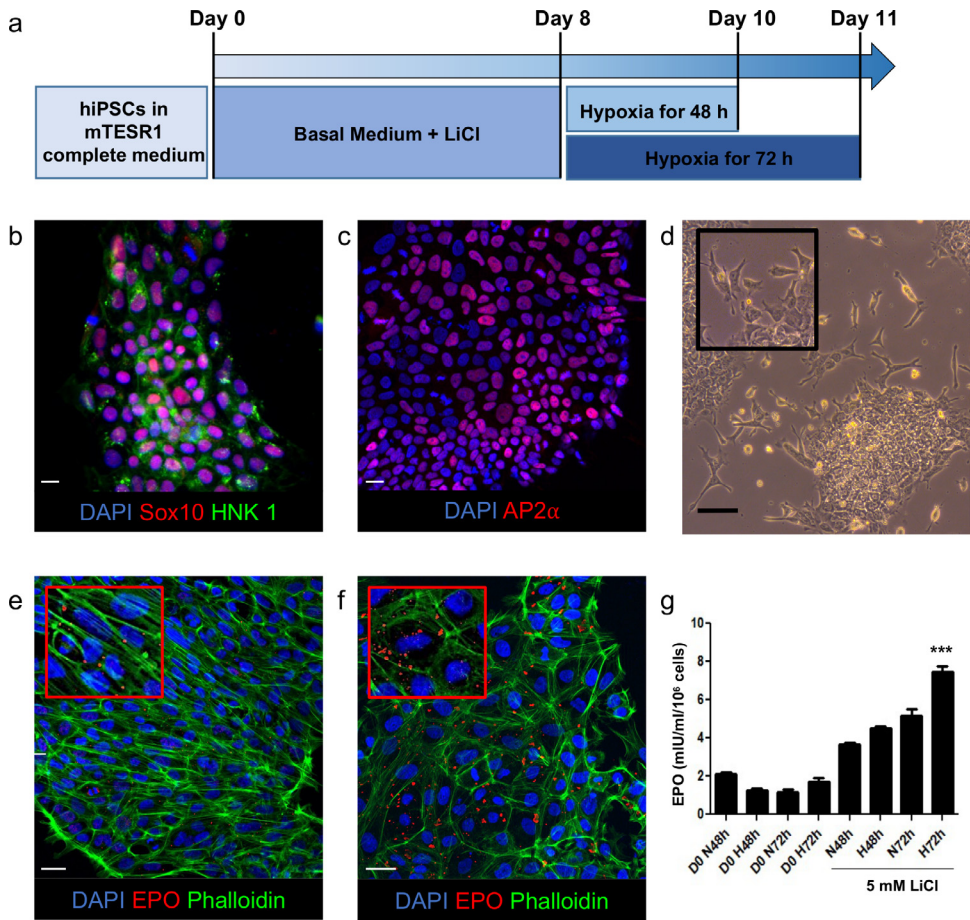 a
Day 0
Day 8
Day 10
Day 11
hiPSCs in
mTESR1
complete medium
Basal Medium + LiCl
Hypoxia for 48 h
Hypoxia for 72 h
b
c
d
DAPI Sox10 HNK 1
DAPI AP2α
e
f
g
DAPI EPO Phalloidin
DAPI EPO Phalloidin
EPO (mIU/ml/10⁶ cells)
10
8
6
4
2
0
***
D0 N48h
D0 H48h
D0 N72h
D0 H72h
N48h
H48h
N72h
H72h
5 mM LiCl